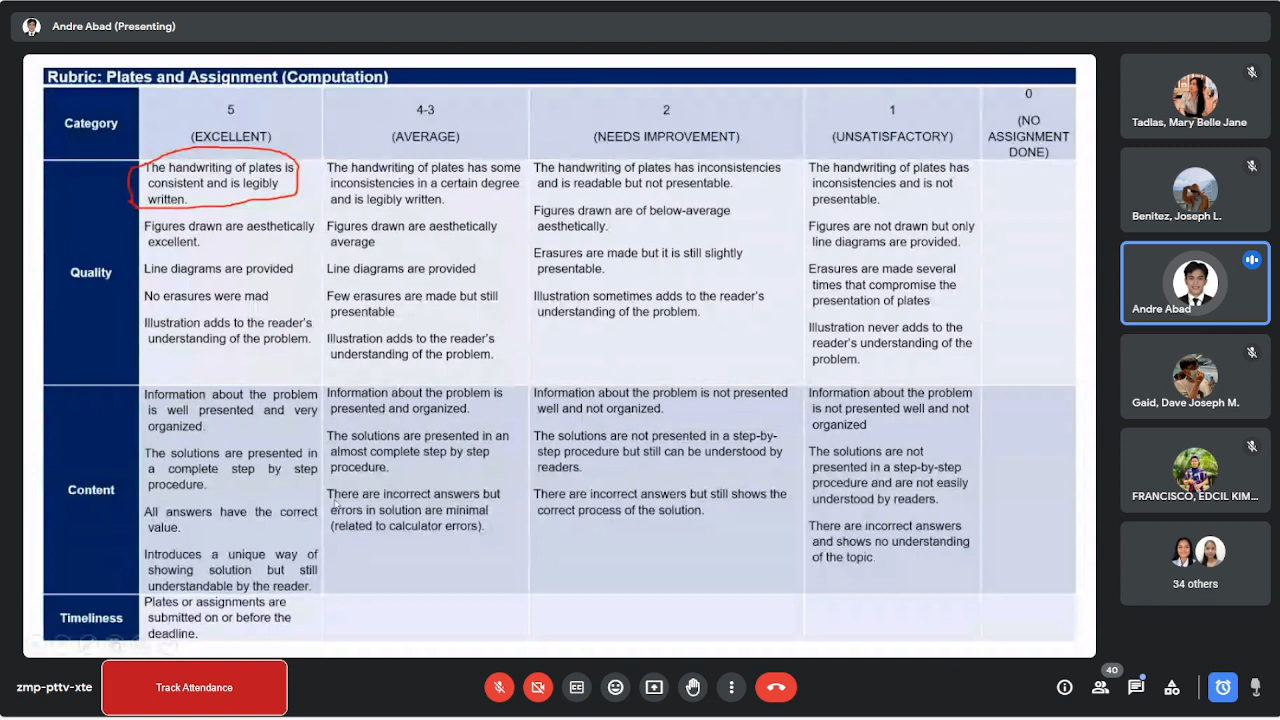 Andre Abad (Presenting)
Rubric: Plates and Assignment (Computation)
Category
5
(EXCELLENT)
4-3
(AVERAGE)
2
(NEEDS IMPROVEMENT)
1
(UNSATISFACTORY)
0
(NO
ASSIGNMENT
DONE)
Quality
The handwriting of plates is
consistent and is legibly
written.
Figures drawn are aesthetically
excellent.
Line diagrams are provided
No erasures were mad
Illustration adds to the reader's
understanding of the problem.
The handwriting of plates has some
inconsistencies in a certain degree
and is legibly written.
Figures drawn are aesthetically
average
Line diagrams are provided
Few erasures are made but still
presentable
Illustration adds to the reader's
understanding of the problem.
The handwriting of plates has inconsistencies
and is readable but not presentable.
Figures drawn are of below-average
aesthetically.
Erasures are made but it is still slightly
presentable.
Illustration sometimes adds to the reader's
understanding of the problem.
The handwriting of plates has
inconsistencies and is not
presentable.
Figures are not drawn but only
line diagrams are provided.
Erasures are made several
times that compromise the
presentation of plates
Illustration never adds to the
reader's understanding of the
problem.
Content
Information about the problem
is well presented and very
organized.
The solutions are presented in
a complete step by step
procedure.
All answers have the correct
value.
Introduces a unique way of
showing solution but still
understandable by the reader.
Information about the problem is
presented and organized.
The solutions are presented in an
almost complete step by step
procedure.
There are incorrect answers but
errors in solution are minimal
(related to calculator errors).
Information about the problem is not presented
well and not organized.
The solutions are not presented in a step-by-
step procedure but still can be understood by
readers.
There are incorrect answers but still shows the
correct process of the solution.
Information about the problem
is not presented well and not
organized
The solutions are not
presented in a step-by-step
procedure and are not easily
understood by readers.
There are incorrect answers
and shows no understanding
of the topic.
Timeliness
Plates or assignments are
submitted on or before the
deadline.
Tadlas, Mary Belle Jane
Benitez, Joseph L.
Andre Abad
Gaid, Dave Joseph M.
FRANCISCO, EDCIL KIM...
34 others
zmp-pttv-xte
Track Attendance
40